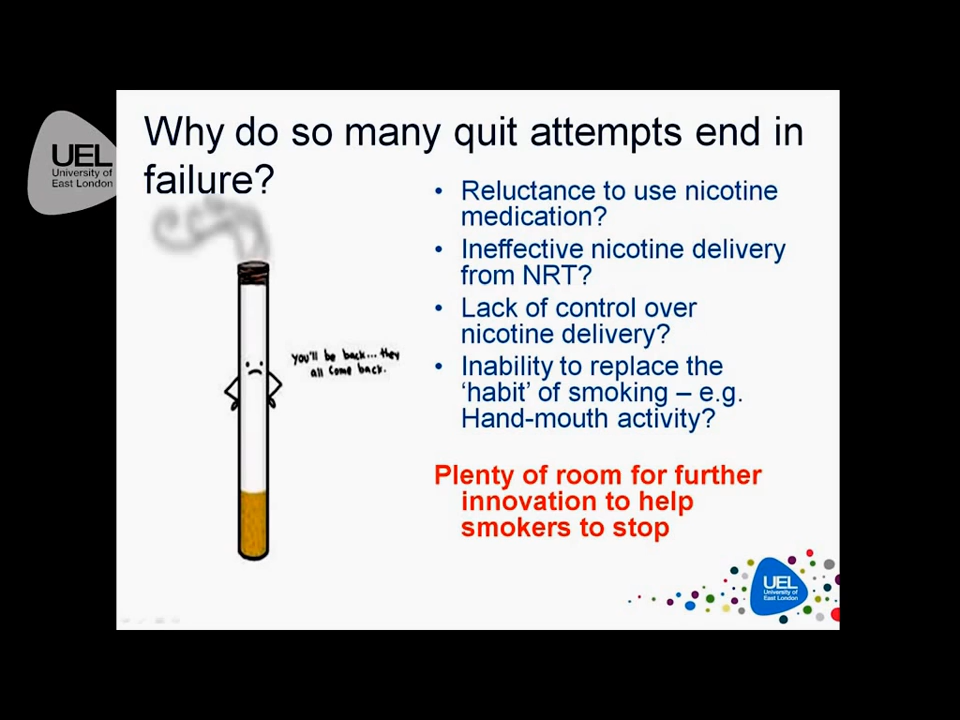 Why do so many quit attempts end in
failure?
UEL
University of
East London
• Reluctance to use nicotine
medication?
• Ineffective nicotine delivery
from NRT?
• Lack of control over
nicotine delivery?
• Inability to replace the
‘habit’ of smoking – e.g.
Hand-mouth activity?
you'll be back... they
all come back.
Plenty of room for further
innovation to help
smokers to stop
UEL
University of
East London